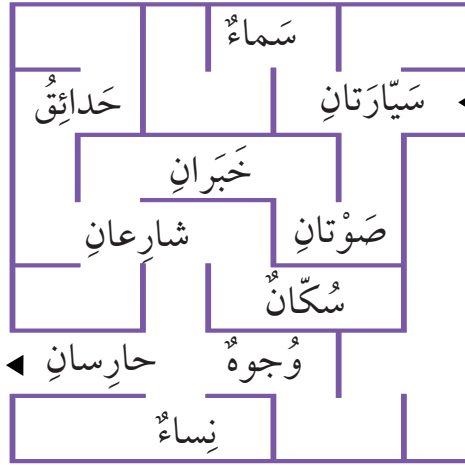 سَماءٌ
سَيّارَتانِ
حَدائِقُ
خَبَرانِ
صَوْتانِ
شارِعانِ
سُكّانٌ
وُجوهٌ
حارِسانِ
نِساءٌ